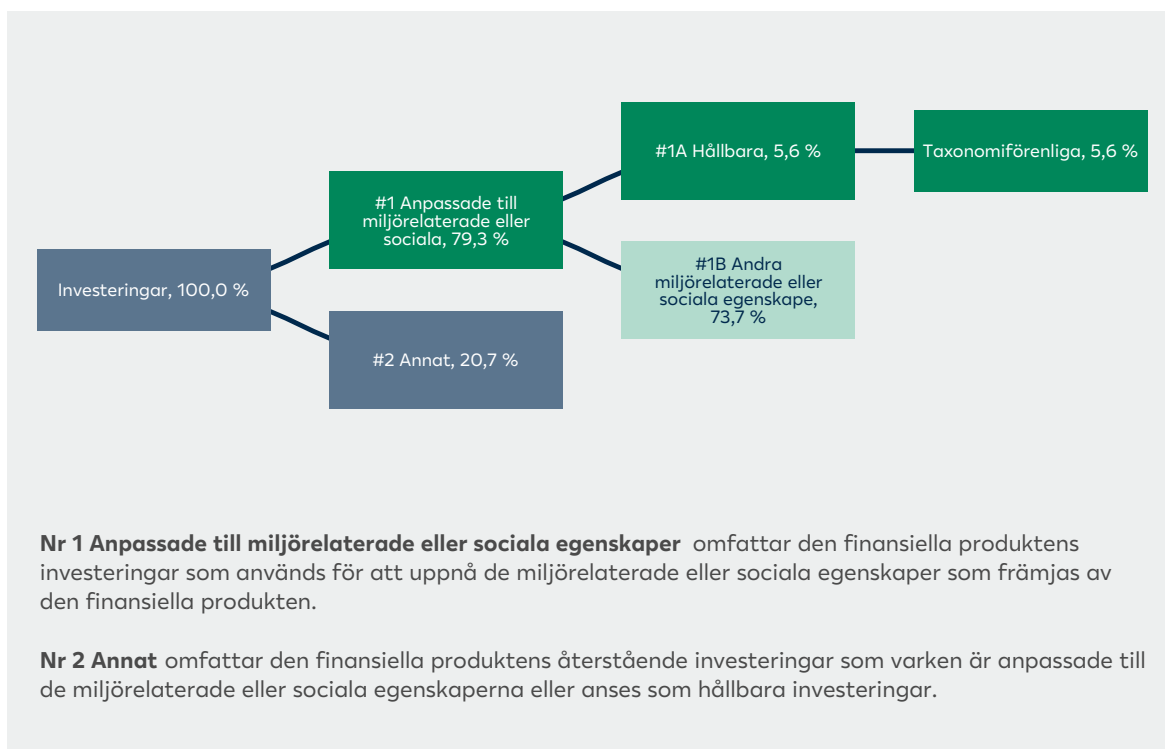 #1A Hållbara, 5,6 %
Taxonomiförenliga, 5,6 %
#1 Anpassade till
miljörelaterade eller
sociala, 79,3 %
Investeringar, 100,0 %
#1B Andra
miljörelaterade eller
sociala egenskape,
73,7 %
#2 Annat, 20,7 %
Nr 1 Anpassade till miljörelaterade eller sociala egenskaper omfattar den finansiella produktens
investeringar som används för att uppnå de miljörelaterade eller sociala egenskaper som främjas av
den finansiella produkten.
Nr 2 Annat omfattar den finansiella produktens återstående investeringar som varken är anpassade till
de miljörelaterade eller sociala egenskaperna eller anses som hållbara investeringar.